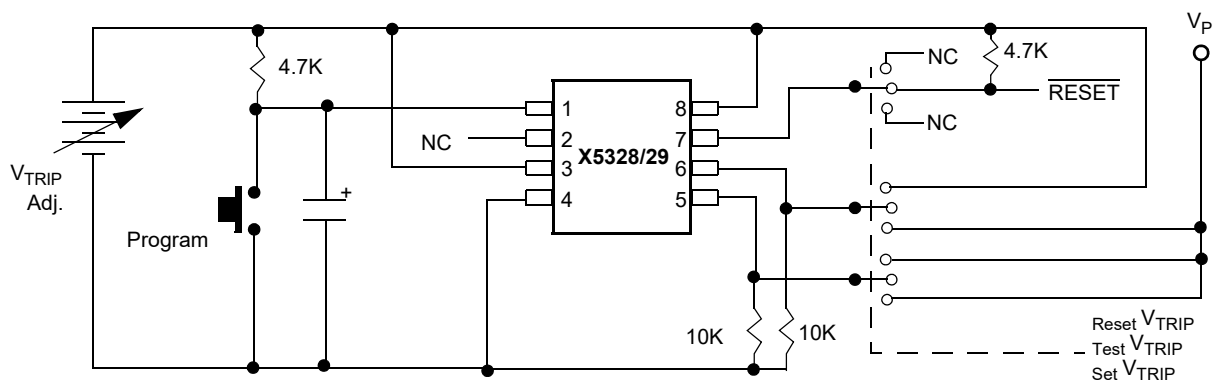 V_P
NC
4.7K
4.7K
RESET
NC
1
8
NC
2
7
X5328/29
3
6
4
5
V_TRIP
Adj.
Program
10K
10K
Reset V_TRIP
Test V_TRIP
Set V_TRIP
+